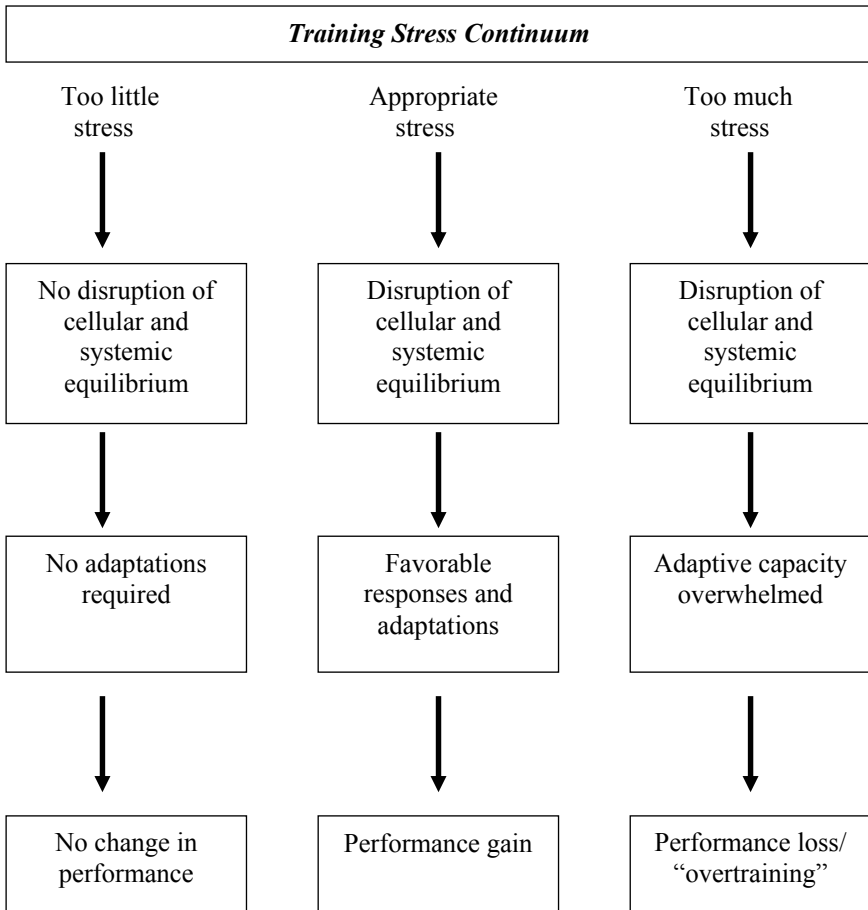 Training Stress Continuum
Too little
stress
Appropriate
stress
Too much
stress
No disruption of
cellular and
systemic
equilibrium
Disruption of
cellular and
systemic
equilibrium
Disruption of
cellular and
systemic
equilibrium
No adaptations
required
Favorable
responses and
adaptations
Adaptive capacity
overwhelmed
No change in
performance
Performance gain
Performance loss/
“overtraining”